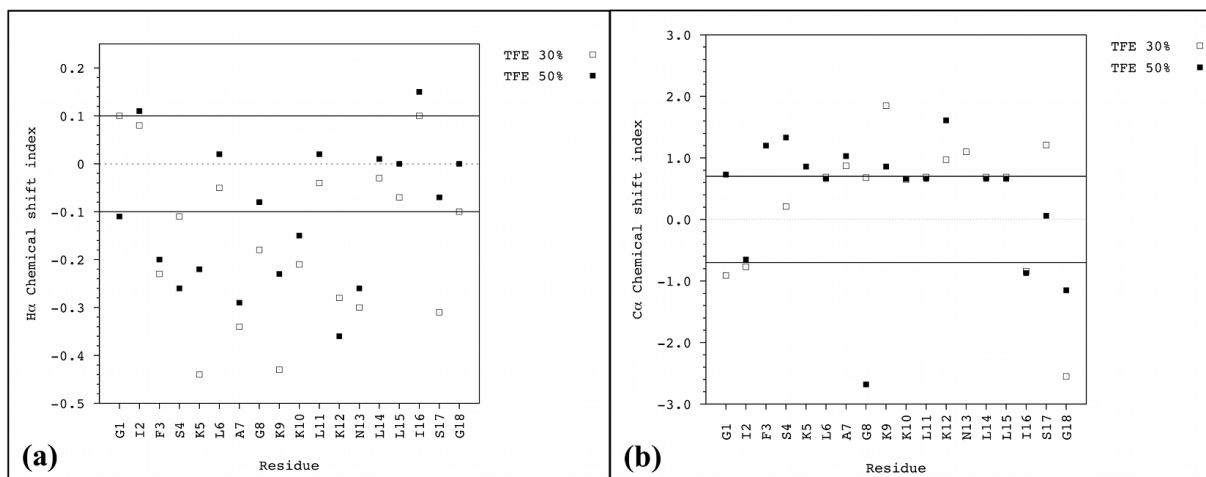 TFE 30%
TFE 50%
Hα Chemical shift index
0.2
0.1
0
-0.1
-0.2
-0.3
-0.4
-0.5
G1 I2 F3 S4 K5 L6 A7 G8 K9 K10 L11 K12 N13 L14 L15 I16 S17 G18
Residue
(a)
TFE 30%
TFE 50%
Cα Chemical shift index
3.0
2.0
1.0
0.0
-1.0
-2.0
-3.0
G1 I2 F3 S4 K5 L6 A7 G8 K9 K10 L11 K12 N13 L14 L15 I16 S17 G18
Residue
(b)